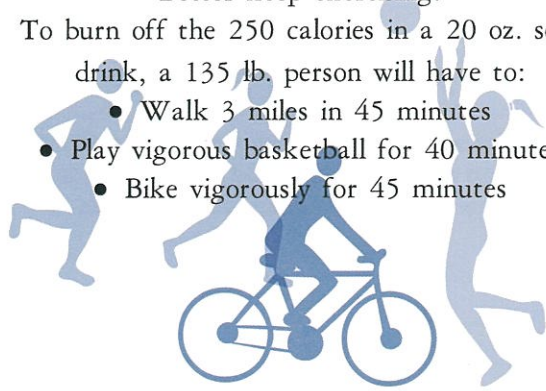 To burn off the 250 calories in a 20 oz.
drink, a 135 lb. person will have to:
• Walk 3 miles in 45 minutes
• Play vigorous basketball for 40
• Bike vigorously for 45 minutes